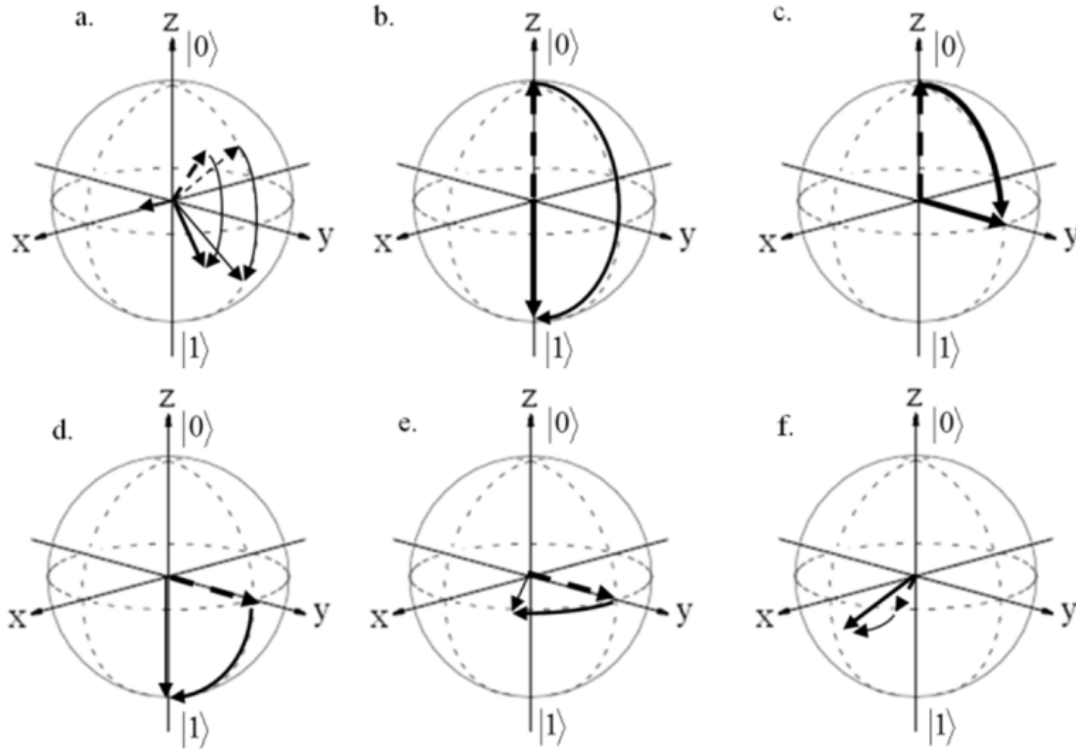 a.
z
|0⟩
x
y
|1⟩
b.
z
|0⟩
x
y
|1⟩
c.
z
|0⟩
x
y
|1⟩
d.
z
|0⟩
x
y
|1⟩
e.
z
|0⟩
x
y
|1⟩
f.
z
|0⟩
x
y
|1⟩